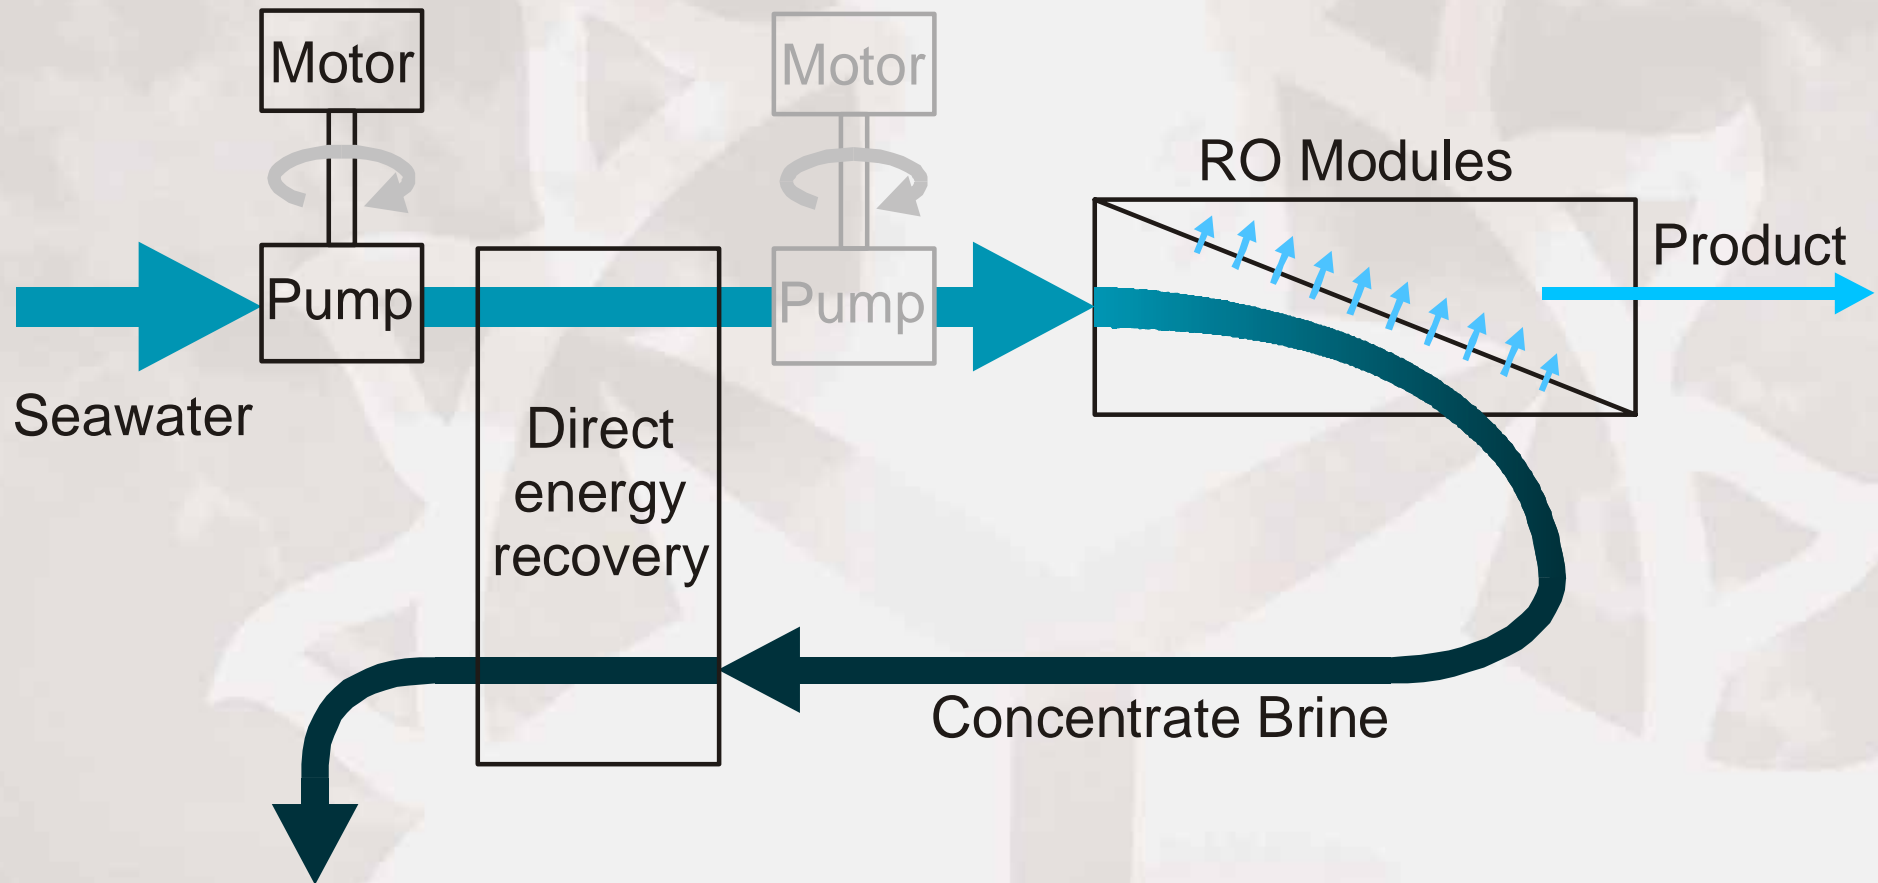 Motor
Motor
RO Modules
Product
Pump
Pump
Seawater
Direct
energy
recovery
Concentrate Brine